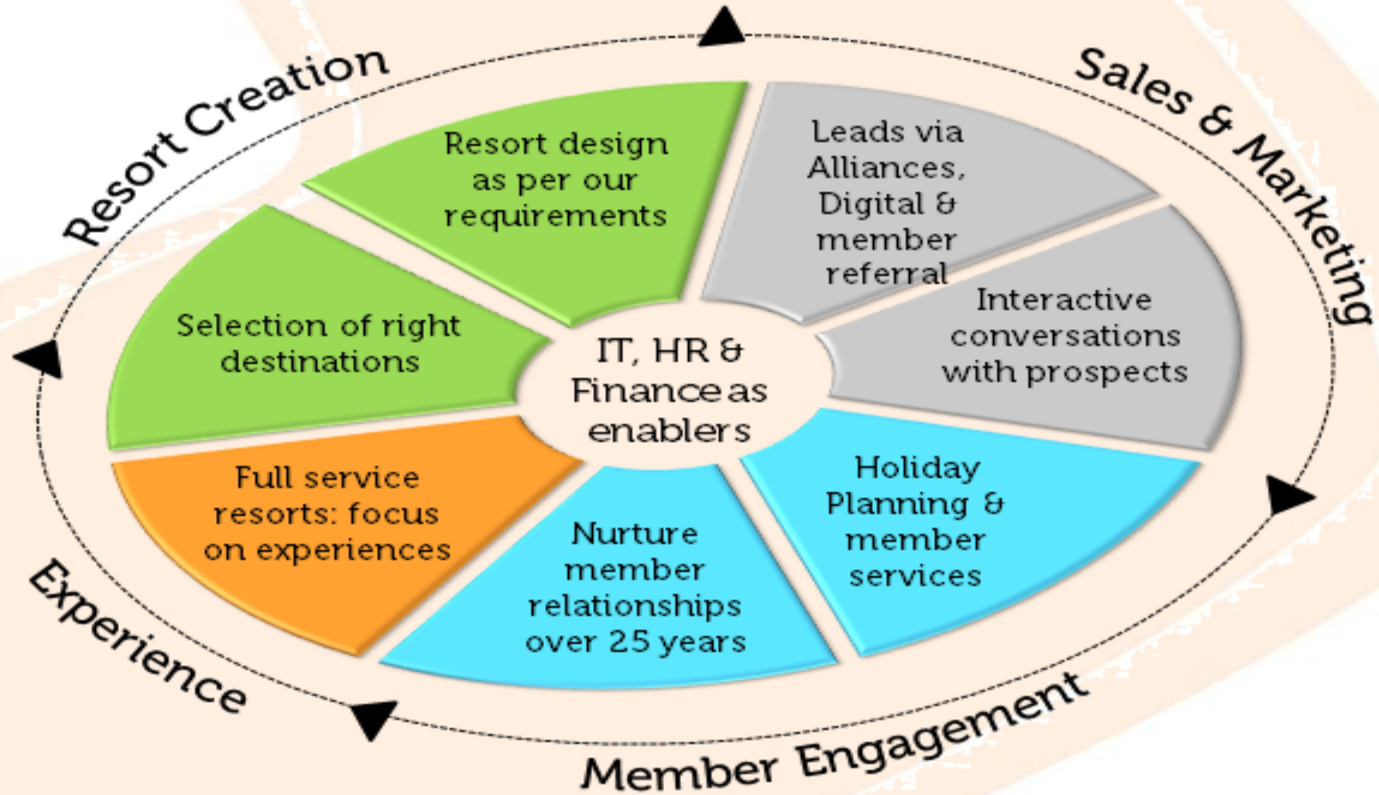 Resort Creation
Sales & Marketing
Resort design
as per our
requirements
Leads via
Alliances,
Digital &
member
referral
Interactive
conversations
with prospects
Selection of right
destinations
IT, HR &
Finance as
enablers
Full service
resorts: focus
on experiences
Nurture
member
relationships
over 25 years
Holiday
Planning &
member
services
Experience
Member Engagement